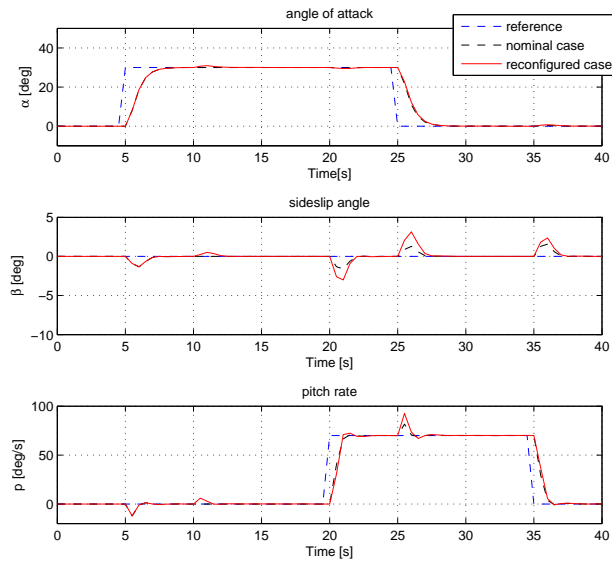 angle of attack
reference
nominal case
reconfigured case
α [deg]
40
20
0
0 5 10 15 20 25 30 35 40
Time[s]
sideslip angle
β [deg]
5
0
−5
−10
0 5 10 15 20 25 30 35 40
Time [s]
pitch rate
p [deg/s]
100
50
0
0 5 10 15 20 25 30 35 40
Time [s]